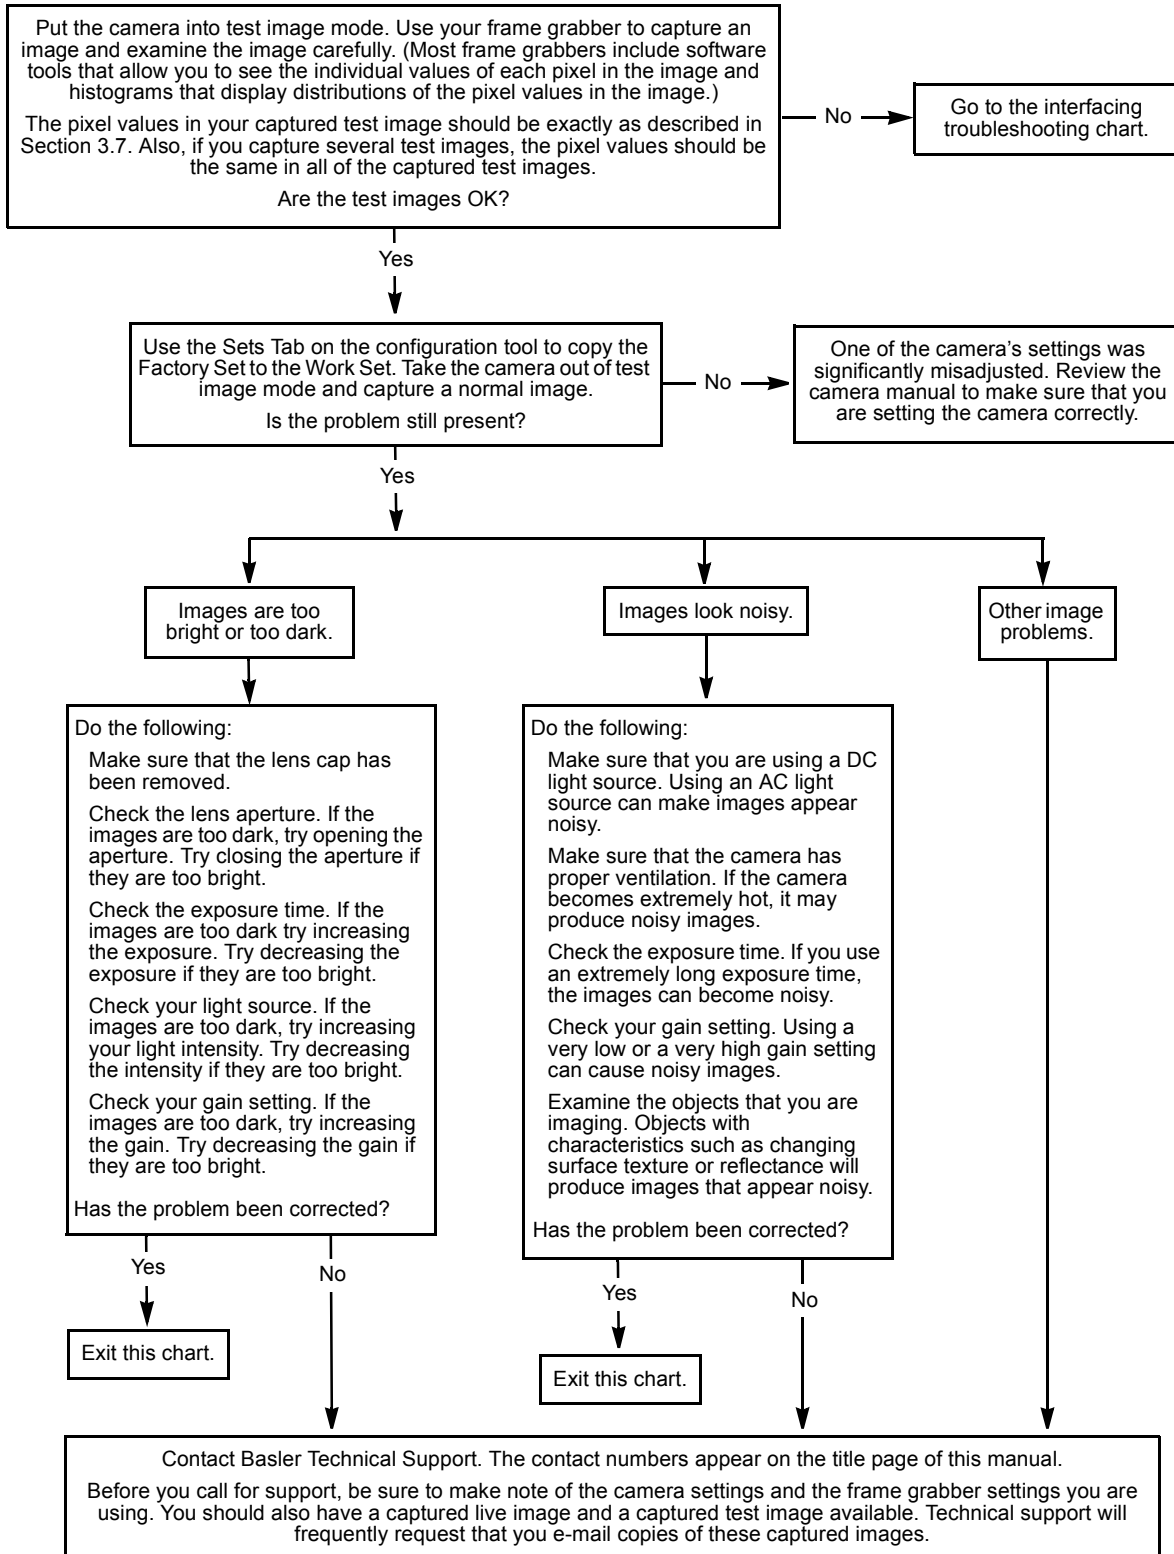 Put the camera into test image mode. Use your frame grabber to capture an
image and examine the image carefully. (Most frame grabbers include software
tools that allow you to see the individual values of each pixel in the image and
histograms that display distributions of the pixel values in the image.)
The pixel values in your captured test image should be exactly as described in
Section 3.7. Also, if you capture several test images, the pixel values should be
the same in all of the captured test images.
Are the test images OK?
No
Go to the interfacing
troubleshooting chart.
Yes
Use the Sets Tab on the configuration tool to copy the
Factory Set to the Work Set. Take the camera out of test
image mode and capture a normal image.
Is the problem still present?
No
One of the camera's settings was
significantly misadjusted. Review the
camera manual to make sure that you
are setting the camera correctly.
Yes
Images are too
bright or too dark.
Images look noisy.
Other image
problems.
Do the following:
Make sure that the lens cap has
been removed.
Check the lens aperture. If the
images are too dark, try opening the
aperture. Try closing the aperture if
they are too bright.
Check the exposure time. If the
images are too dark try increasing
the exposure. Try decreasing the
exposure if they are too bright.
Check your light source. If the
images are too dark, try increasing
your light intensity. Try decreasing
the intensity if they are too bright.
Check your gain setting. If the
images are too dark, try increasing
the gain. Try decreasing the gain if
they are too bright.
Has the problem been corrected?
Yes
No
Exit this chart.
Do the following:
Make sure that you are using a DC
light source. Using an AC light
source can make images appear
noisy.
Make sure that the camera has
proper ventilation. If the camera
becomes extremely hot, it may
produce noisy images.
Check the exposure time. If you use
an extremely long exposure time,
the images can become noisy.
Check your gain setting. Using a
very low or a very high gain setting
can cause noisy images.
Examine the objects that you are
imaging. Objects with
characteristics such as changing
surface texture or reflectance will
produce images that appear noisy.
Has the problem been corrected?
Yes
No
Exit this chart.
Contact Basler Technical Support. The contact numbers appear on the title page of this manual.
Before you call for support, be sure to make note of the camera settings and the frame grabber settings you are
using. You should also have a captured live image and a captured test image available. Technical support will
frequently request that you e-mail copies of these captured images.